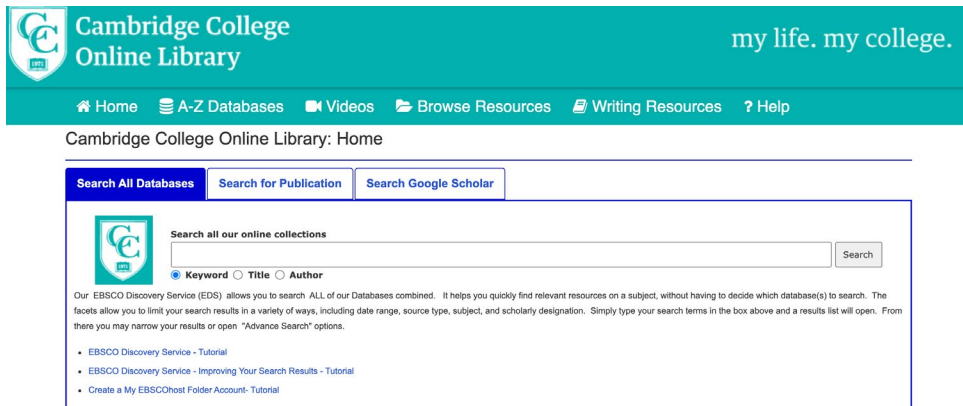 CC
1971
Cambridge College
Online Library
my life. my college.
Home A-Z Databases Videos Browse Resources Writing Resources ? Help
Cambridge College Online Library: Home
Search All Databases Search for Publication Search Google Scholar
CC
1971
Search all our online collections
Search
Keyword Title Author
Our EBSCO Discovery Service (EDS) allows you to search ALL of our Databases combined. It helps you quickly find relevant resources on a subject, without having to decide which database(s) to search. The
facets allow you to limit your search results in a variety of ways, including date range, source type, subject, and scholarly designation. Simply type your search terms in the box above and a results list will open. From
there you may narrow your results or open "Advance Search" options.
EBSCO Discovery Service - Tutorial
EBSCO Discovery Service - Improving Your Search Results - Tutorial
Create a My EBSCOhost Folder Account- Tutorial